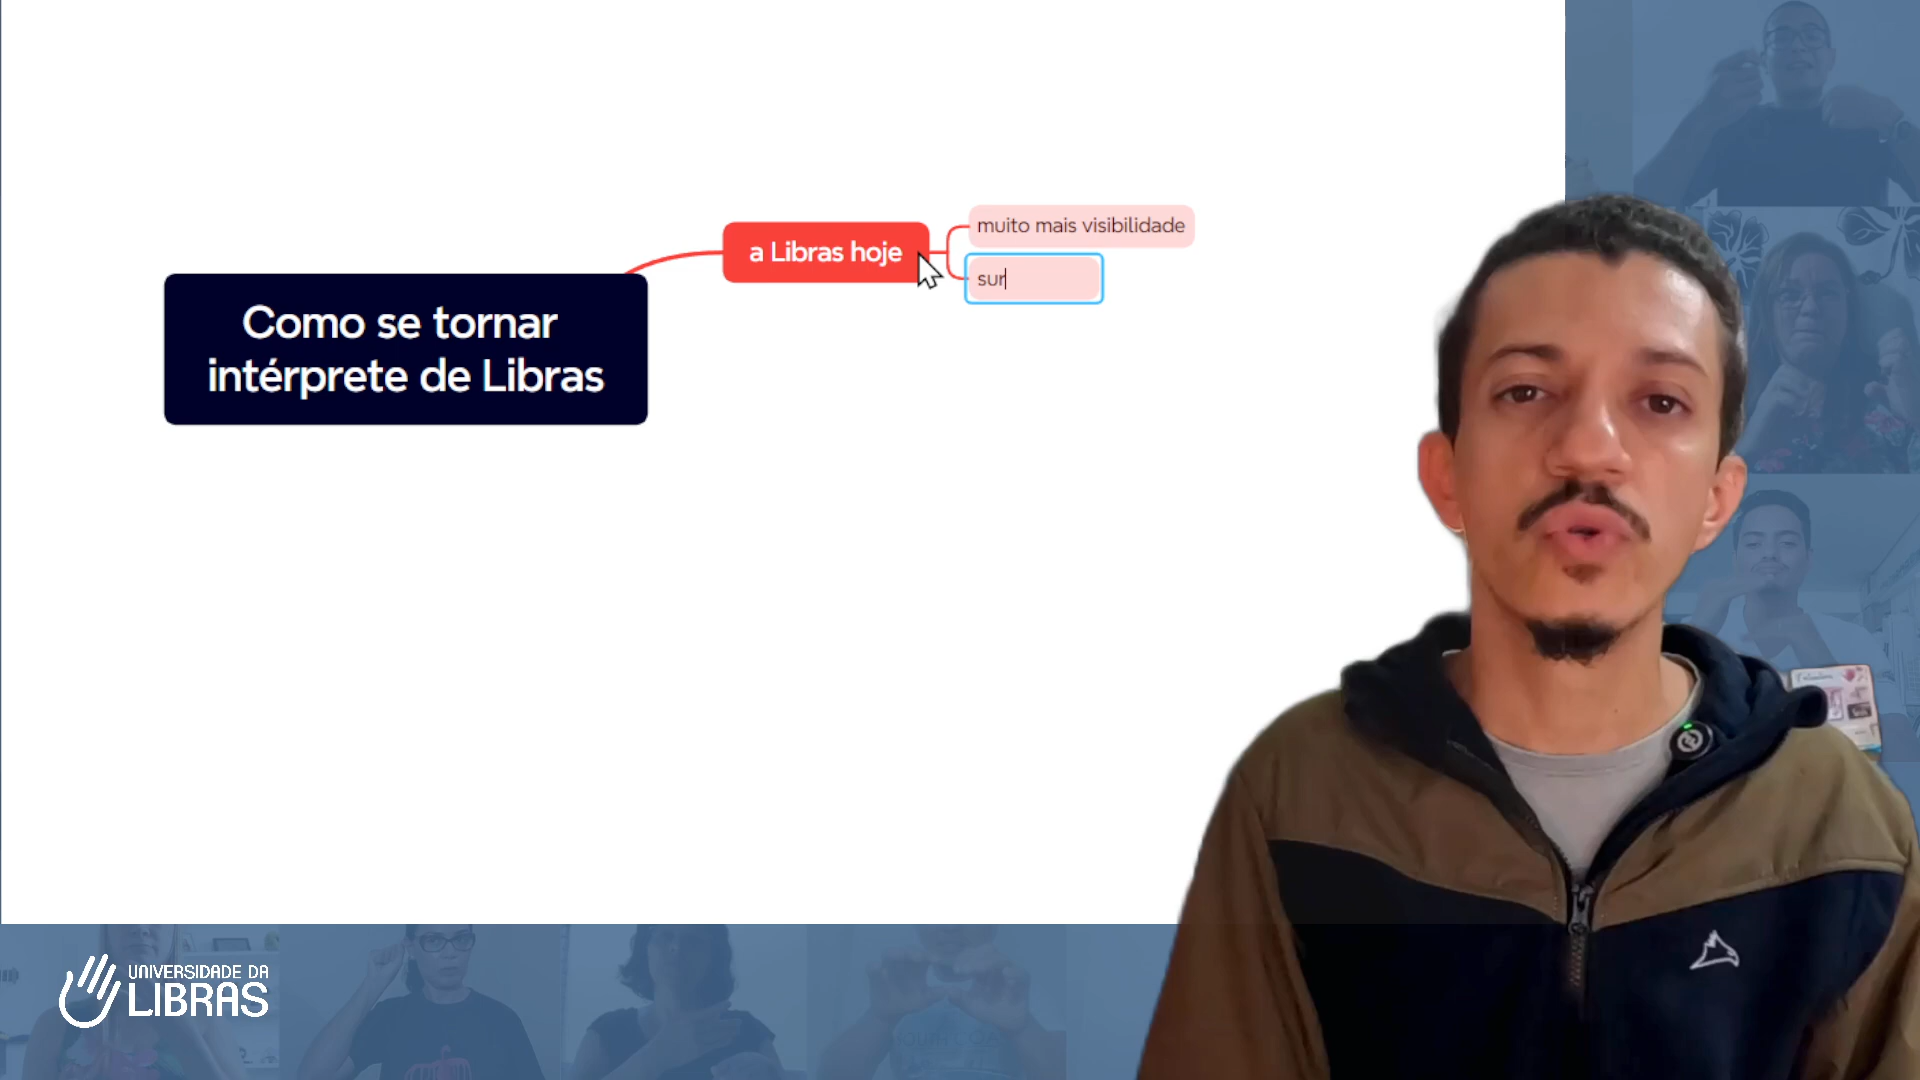 Como se tornar
intérprete de Libras
a Libras hoje
muito mais visibilidade
sur
UNIVERSIDADE DA
LIBRAS